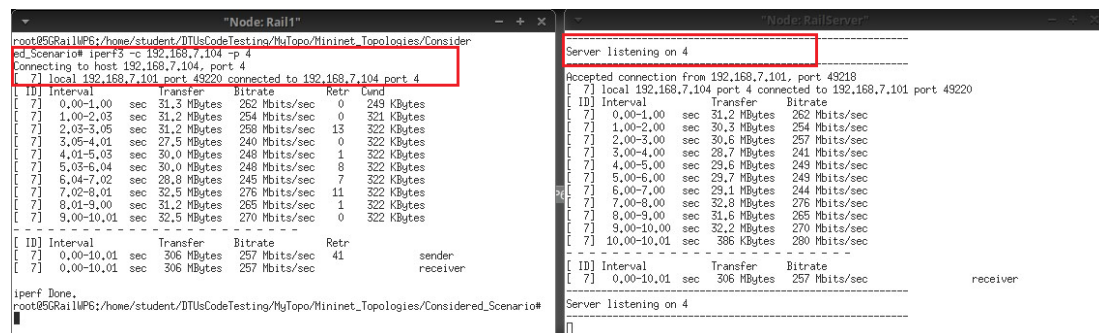 "Node: Rail1"
root@5GRailWP6:/home/student/DTUsCodeTesting/MyTopo/Mininet_Topologies/Consider
ed_Scenario# iperf3 -c 192.168.7.104 -p 4
Connecting to host 192.168.7.104, port 4
[ 7] local 192.168.7.101 port 49220 connected to 192.168.7.104 port 4
[ ID] Interval Transfer Bitrate Retr Cwnd
[ 7] 0.00-1.00 sec 31.3 MBytes 262 Mbits/sec 0 249 KBytes
[ 7] 1.00-2.03 sec 31.2 MBytes 254 Mbits/sec 0 321 KBytes
[ 7] 2.03-3.05 sec 31.2 MBytes 258 Mbits/sec 13 322 KBytes
[ 7] 3.05-4.01 sec 27.5 MBytes 240 Mbits/sec 0 322 KBytes
[ 7] 4.01-5.03 sec 30.0 MBytes 248 Mbits/sec 1 322 KBytes
[ 7] 5.03-6.04 sec 30.0 MBytes 248 Mbits/sec 8 322 KBytes
[ 7] 6.04-7.02 sec 28.8 MBytes 245 Mbits/sec 7 322 KBytes
[ 7] 7.02-8.01 sec 32.5 MBytes 276 Mbits/sec 11 322 KBytes
[ 7] 8.01-9.00 sec 31.2 MBytes 265 Mbits/sec 1 322 KBytes
[ 7] 9.00-10.01 sec 32.5 MBytes 270 Mbits/sec 0 322 KBytes
- - - - - - - - - - - - - - - - - - - - - - - - -
[ ID] Interval Transfer Bitrate Retr
[ 7] 0.00-10.01 sec 306 MBytes 257 Mbits/sec 41 sender
[ 7] 0.00-10.01 sec 306 MBytes 257 Mbits/sec receiver
iperf Done.
root@5GRailWP6:/home/student/DTUsCodeTesting/MyTopo/Mininet_Topologies/Considered_Scenario#
"Node: RailServer"
-----------------------------------------------------------
Server listening on 4
-----------------------------------------------------------
Accepted connection from 192.168.7.101, port 49218
[ 7] local 192.168.7.104 port 4 connected to 192.168.7.101 port 49220
[ ID] Interval Transfer Bitrate
[ 7] 0.00-1.00 sec 31.2 MBytes 262 Mbits/sec
[ 7] 1.00-2.00 sec 30.3 MBytes 254 Mbits/sec
[ 7] 2.00-3.00 sec 30.6 MBytes 257 Mbits/sec
[ 7] 3.00-4.00 sec 28.7 MBytes 241 Mbits/sec
[ 7] 4.00-5.00 sec 29.6 MBytes 249 Mbits/sec
[ 7] 5.00-6.00 sec 29.7 MBytes 249 Mbits/sec
[ 7] 6.00-7.00 sec 29.1 MBytes 244 Mbits/sec
[ 7] 7.00-8.00 sec 32.8 MBytes 276 Mbits/sec
[ 7] 8.00-9.00 sec 31.6 MBytes 265 Mbits/sec
[ 7] 9.00-10.00 sec 32.2 MBytes 270 Mbits/sec
[ 7] 10.00-10.01 sec 386 KBytes 280 Mbits/sec
- - - - - - - - - - - - - - - - - - - - - - - - -
[ ID] Interval Transfer Bitrate
[ 7] 0.00-10.01 sec 306 MBytes 257 Mbits/sec receiver
-----------------------------------------------------------
Server listening on 4
-----------------------------------------------------------